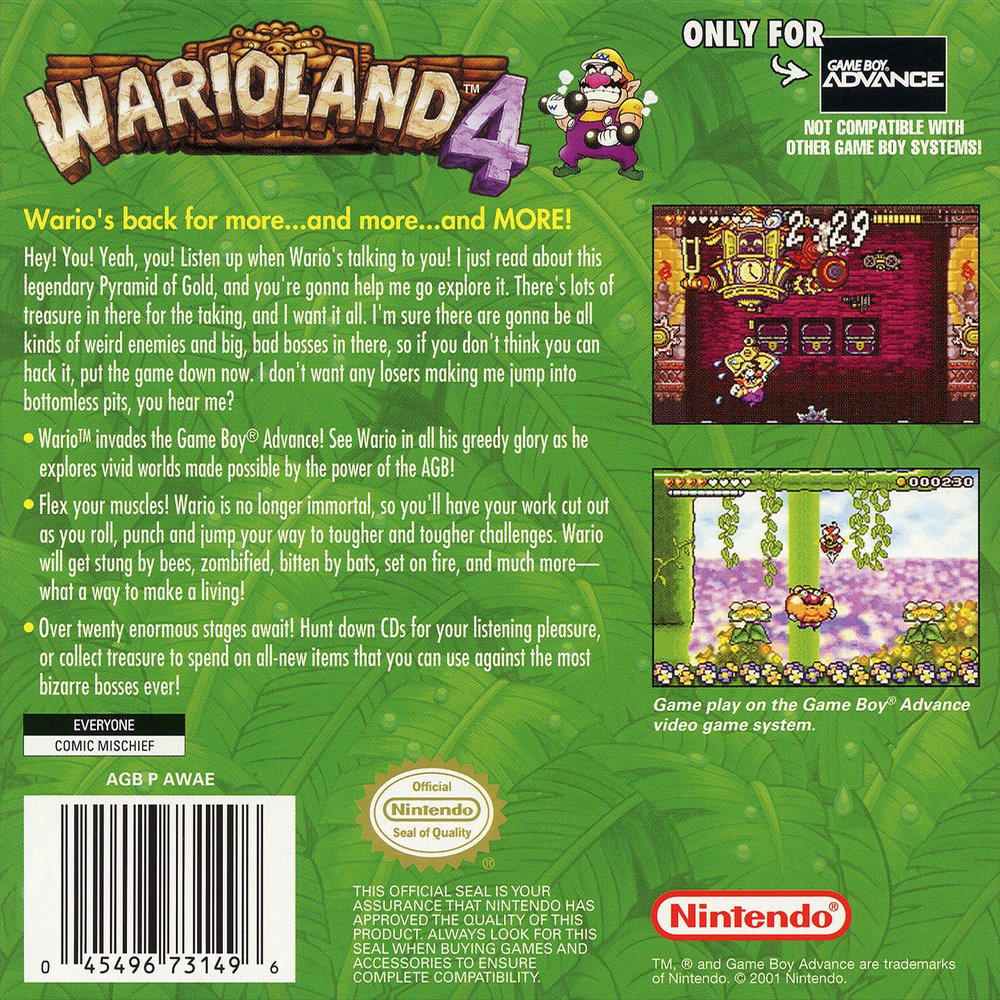 WARIOLAND™ 4
ONLY FOR
GAME BOY®
ADVANCE
NOT COMPATIBLE WITH
OTHER GAME BOY SYSTEMS!
Wario's back for more...and more...and MORE!
Hey! You! Yeah, you! Listen up when Wario's talking to you! I just read about this
legendary Pyramid of Gold, and you're gonna help me go explore it. There's lots of
treasure in there for the taking, and I want it all. I'm sure there are gonna be all
kinds of weird enemies and big, bad bosses in there, so if you don't think you can
hack it, put the game down now. I don't want any losers making me jump into
bottomless pits, you hear me?
• Wario™ invades the Game Boy® Advance! See Wario in all his greedy glory as he
explores vivid worlds made possible by the power of the AGB!
• Flex your muscles! Wario is no longer immortal, so you'll have your work cut out
as you roll, punch and jump your way to tougher and tougher challenges. Wario
will get stung by bees, zombified, bitten by bats, set on fire, and much more—
what a way to make a living!
• Over twenty enormous stages await! Hunt down CDs for your listening pleasure,
or collect treasure to spend on all-new items that you can use against the most
bizarre bosses ever!
2:29
000230
Game play on the Game Boy® Advance
video game system.
EVERYONE
COMIC MISCHIEF
AGB P AWAE
0 45496 73149 6
Official
Nintendo
Seal of Quality
®
THIS OFFICIAL SEAL IS YOUR
ASSURANCE THAT NINTENDO HAS
APPROVED THE QUALITY OF THIS
PRODUCT. ALWAYS LOOK FOR THIS
SEAL WHEN BUYING GAMES AND
ACCESSORIES TO ENSURE
COMPLETE COMPATIBILITY.
Nintendo®
TM, ® and Game Boy Advance are trademarks
of Nintendo. © 2001 Nintendo.